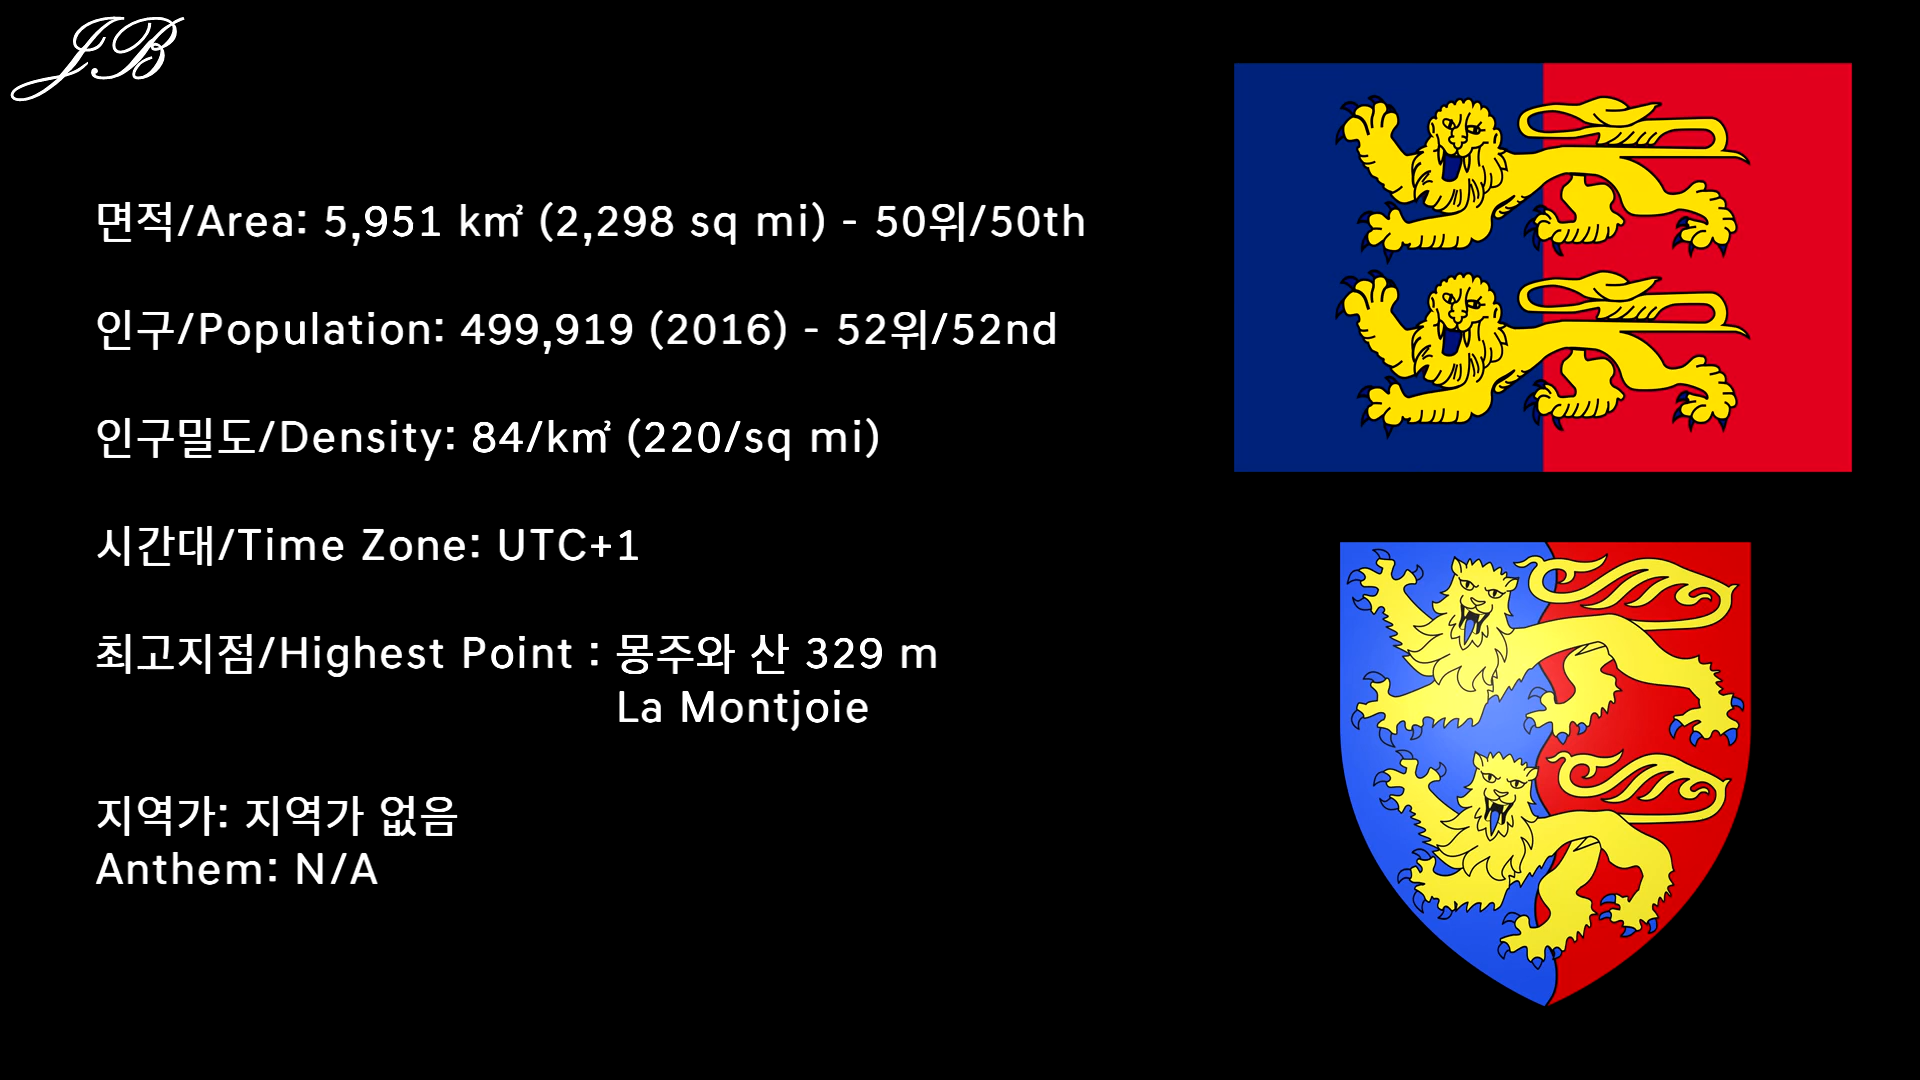 JB
면적/Area: 5,951 ㎢ (2,298 sq mi) - 50위/50th
인구/Population: 499,919 (2016) - 52위/52nd
인구밀도/Density: 84/㎢ (220/sq mi)
시간대/Time Zone: UTC+1
최고지점/Highest Point : 몽주와 산 329 m
La Montjoie
지역가: 지역가 없음
Anthem: N/A